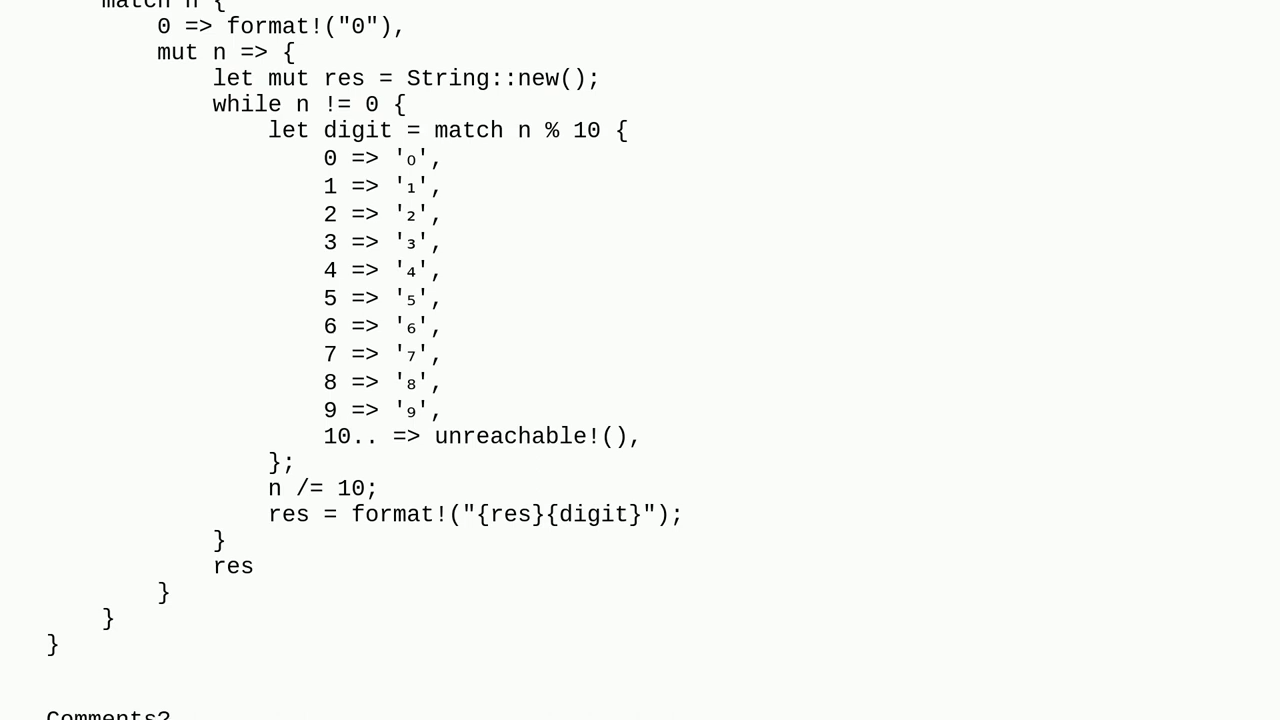 match n {
0 => format!("0"),
mut n => {
let mut res = String::new();
while n != 0 {
let digit = match n % 10 {
0 => '₀',
1 => '₁',
2 => '₂',
3 => '₃',
4 => '₄',
5 => '₅',
6 => '₆',
7 => '₇',
8 => '₈',
9 => '₉',
10.. => unreachable!(),
};
n /= 10;
res = format!("{res}{digit}");
}
res
}
}
}
Comments?